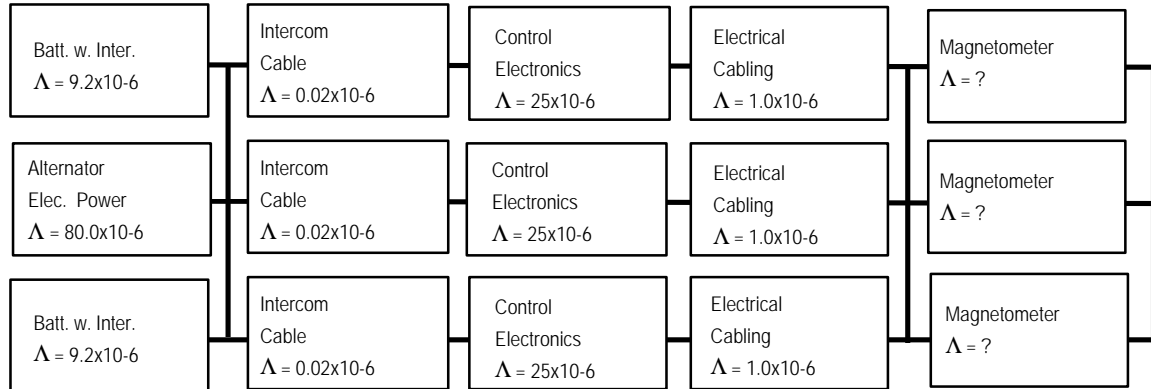 Batt. w. Inter.
Λ = 9.2x10-6
Intercom
Cable
Λ = 0.02x10-6
Control
Electronics
Λ = 25x10-6
Electrical
Cabling
Λ = 1.0x10-6
Magnetometer
Λ = ?
Alternator
Elec. Power
Λ = 80.0x10-6
Intercom
Cable
Λ = 0.02x10-6
Control
Electronics
Λ = 25x10-6
Electrical
Cabling
Λ = 1.0x10-6
Magnetometer
Λ = ?
Batt. w. Inter.
Λ = 9.2x10-6
Intercom
Cable
Λ = 0.02x10-6
Control
Electronics
Λ = 25x10-6
Electrical
Cabling
Λ = 1.0x10-6
Magnetometer
Λ = ?